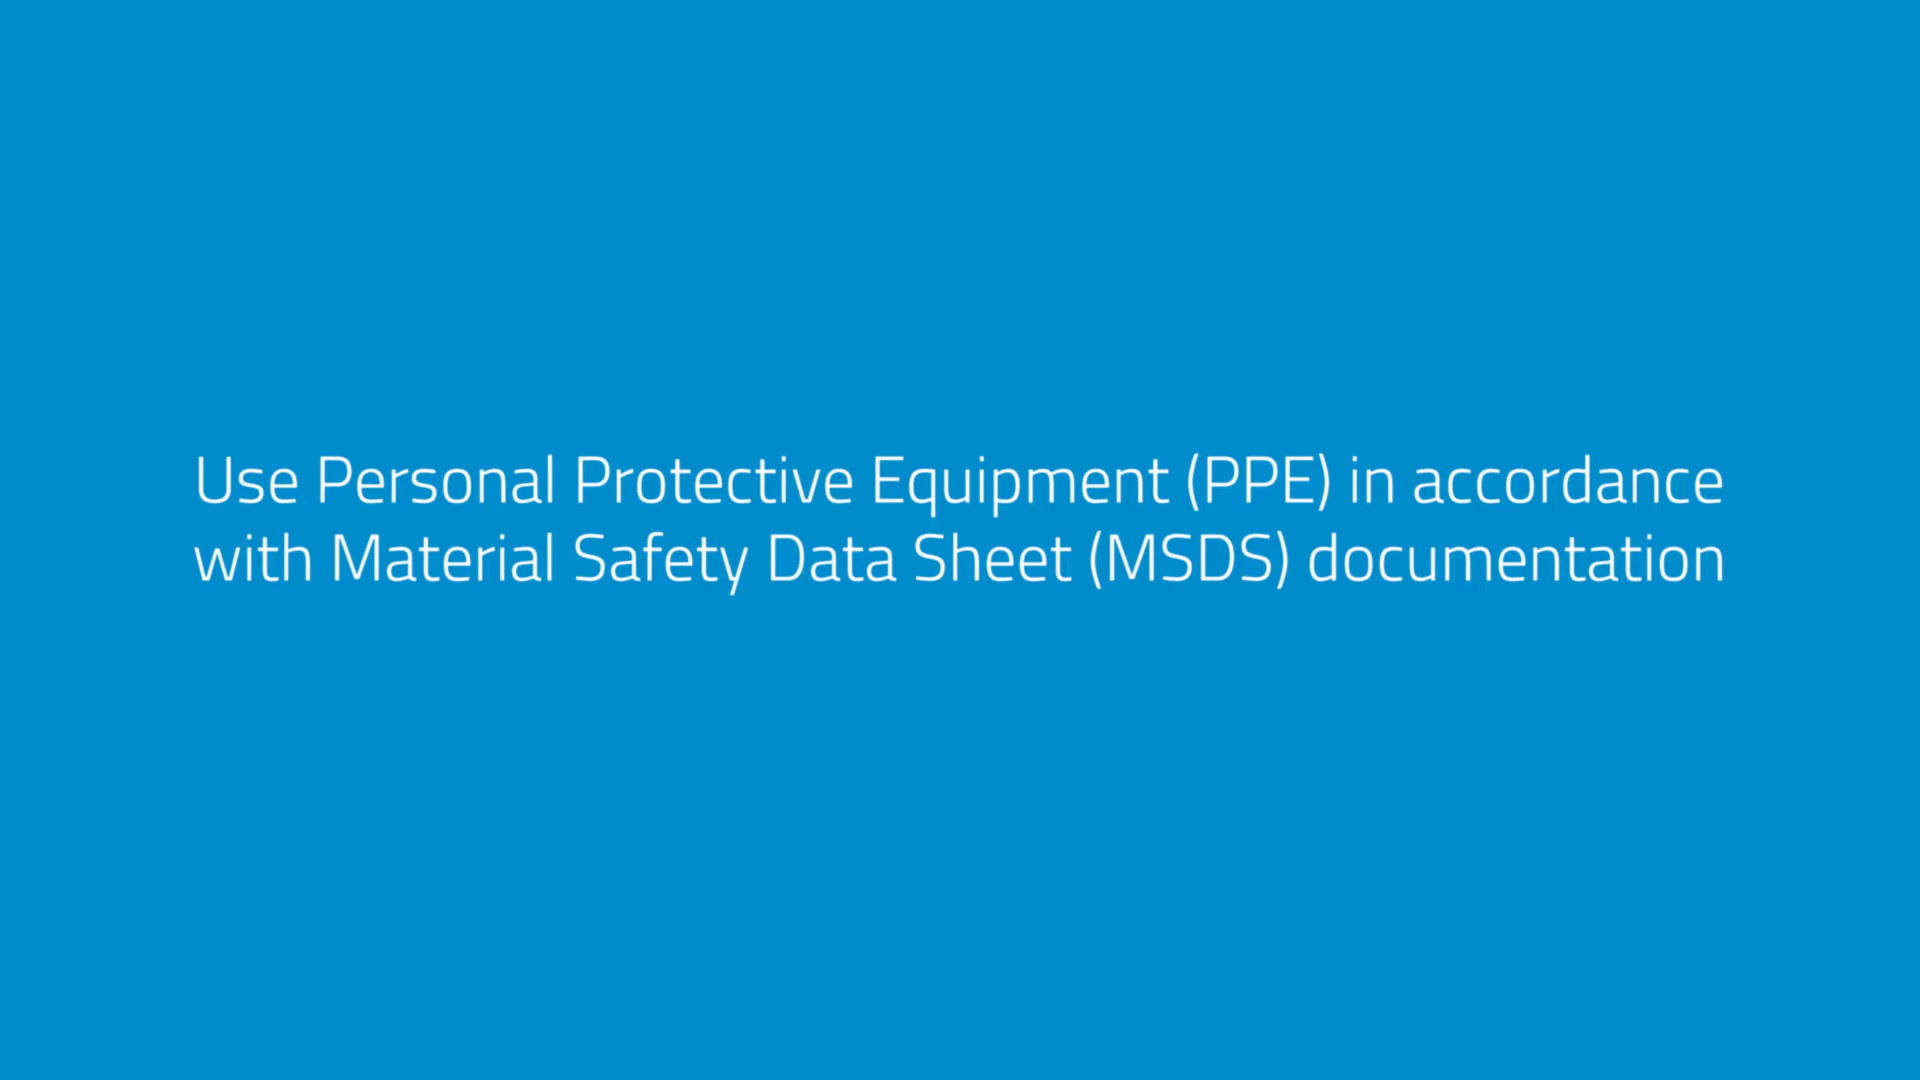 Use Personal Protective Equipment (PPE) in accordance
with Material Safety Data Sheet (MSDS) documentation